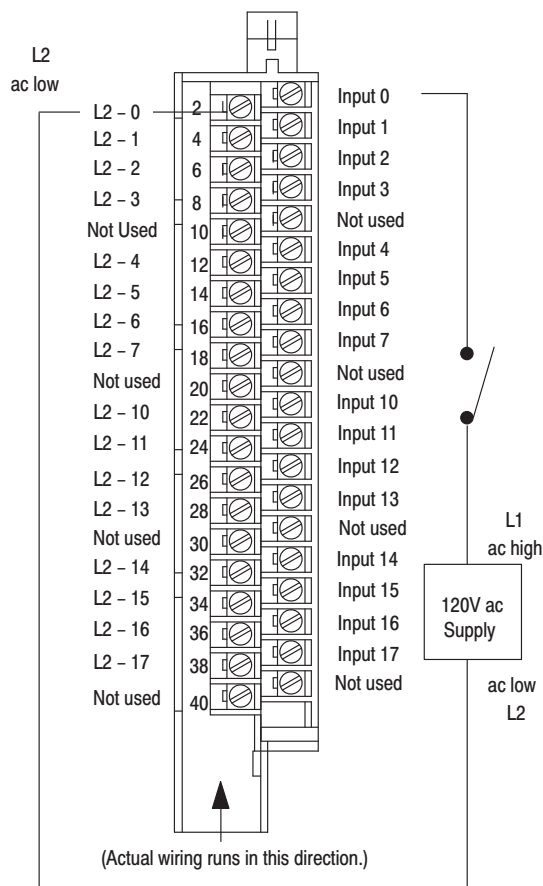 L2
ac low
L2 – 0 2 Input 0
Input 1
L2 – 1 4
L2 – 2 6 Input 2
L2 – 3 8 Input 3
Not Used 10 Not used
L2 – 4 12 Input 4
L2 – 5 14 Input 5
L2 – 6 16 Input 6
L2 – 7 18 Input 7
Not used 20 Not used
L2 – 10 22 Input 10
L2 – 11 24 Input 11
L2 – 12 26 Input 12
L2 – 13 28 Input 13
Not used 30 Not used
L2 – 14 32 Input 14
L2 – 15 34 Input 15
L2 – 16 36 Input 16
L2 – 17 38 Input 17
Not used 40 Not used
L1
ac high
120V ac
Supply
ac low
L2
(Actual wiring runs in this direction.)